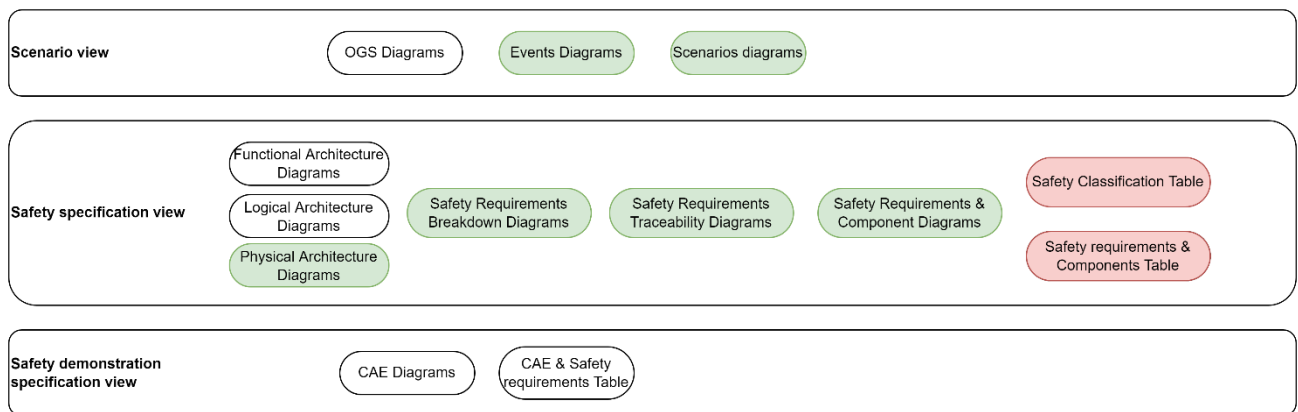 Scenario view
OGS Diagrams
Events Diagrams
Scenarios diagrams
Safety specification view
Functional Architecture
Diagrams
Logical Architecture
Diagrams
Physical Architecture
Diagrams
Safety Requirements
Breakdown Diagrams
Safety Requirements
Traceability Diagrams
Safety Requirements &
Component Diagrams
Safety Classification Table
Safety requirements &
Components Table
Safety demonstration
specification view
CAE Diagrams
CAE & Safety
requirements Table